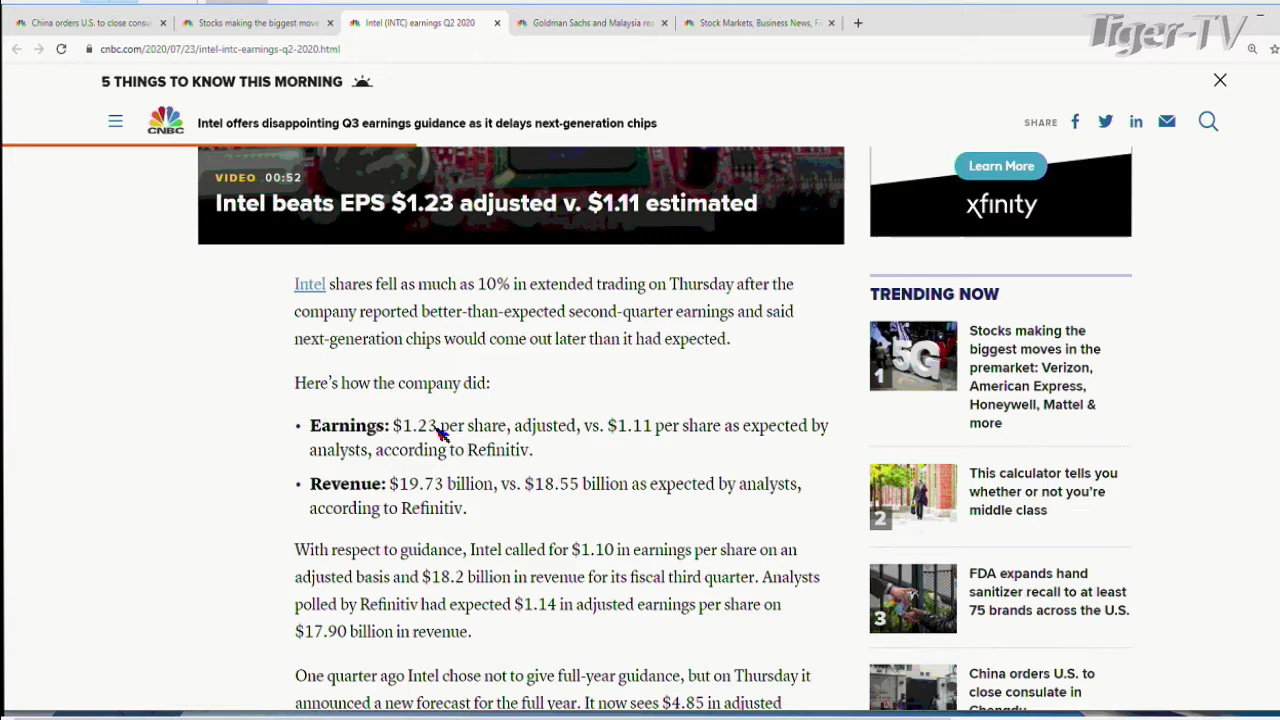 China orders U.S. to close consu
Stocks making the biggest move
Intel (INTC) earnings Q2 2020
Goldman Sachs and Malaysia rea
Stock Markets, Business News, Fi
Tiger-TV
cnbc.com/2020/07/23/intel-intc-earnings-q2-2020.html
5 THINGS TO KNOW THIS MORNING
CNBC
Intel offers disappointing Q3 earnings guidance as it delays next-generation chips
SHARE
VIDEO 00:52
Intel beats EPS $1.23 adjusted v. $1.11 estimated
Learn More
xfinity
Intel shares fell as much as 10% in extended trading on Thursday after the
company reported better-than-expected second-quarter earnings and said
next-generation chips would come out later than it had expected.
Here's how the company did:
• Earnings: $1.23 per share, adjusted, vs. $1.11 per share as expected by
analysts, according to Refinitiv.
• Revenue: $19.73 billion, vs. $18.55 billion as expected by analysts,
according to Refinitiv.
With respect to guidance, Intel called for $1.10 in earnings per share on an
adjusted basis and $18.2 billion in revenue for its fiscal third quarter. Analysts
polled by Refinitiv had expected $1.14 in adjusted earnings per share on
$17.90 billion in revenue.
One quarter ago Intel chose not to give full-year guidance, but on Thursday it
announced a new forecast for the full year. It now sees $4.85 in adjusted
TRENDING NOW
5G
1
Stocks making the
biggest moves in the
premarket: Verizon,
American Express,
Honeywell, Mattel &
more
2
This calculator tells you
whether or not you're
middle class
3
FDA expands hand
sanitizer recall to at least
75 brands across the U.S.
China orders U.S. to
close consulate in
Chengdu